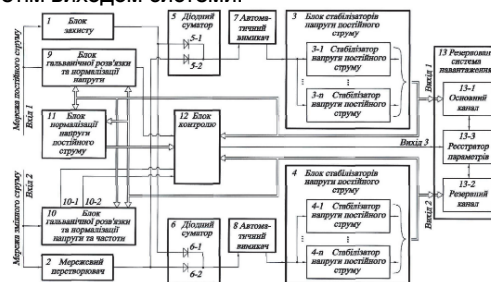 1 Блок
захисту
9 Блок
гальванічної розв'язки
та нормалізації
напруги
11 Блок
нормалізації
напруги
постійного
струму
10-1 10-2
10 Блок
гальванічної розв'язки
та нормалізації
напруги та частоти
2 Мережевий
перетворювач
Мережа постійного струму
Вхід 1
Мережа змінного струму
Вхід 2
5 Діодний
суматор
5-1
5-2
7 Автома-
тичний
вимикач
12 Блок
контролю
6 Діодний
суматор
6-1
6-2
8 Автома-
тичний
вимикач
3 Блок стабілізаторів
напруги постійного
струму
3-1 Стабілізатор
напруги постійного
струму
3-n Стабілізатор
напруги постійного
струму
4 Блок стабілізаторів
напруги постійного
струму
4-1 Стабілізатор
напруги постійного
струму
4-n Стабілізатор
напруги постійного
струму
Вихід 1
Вихід 3
Вихід 2
13 Резервована
система
навантаження
13-1
Основний
канал
13-3
Реєстратор
параметрів
13-2
Резервний
канал